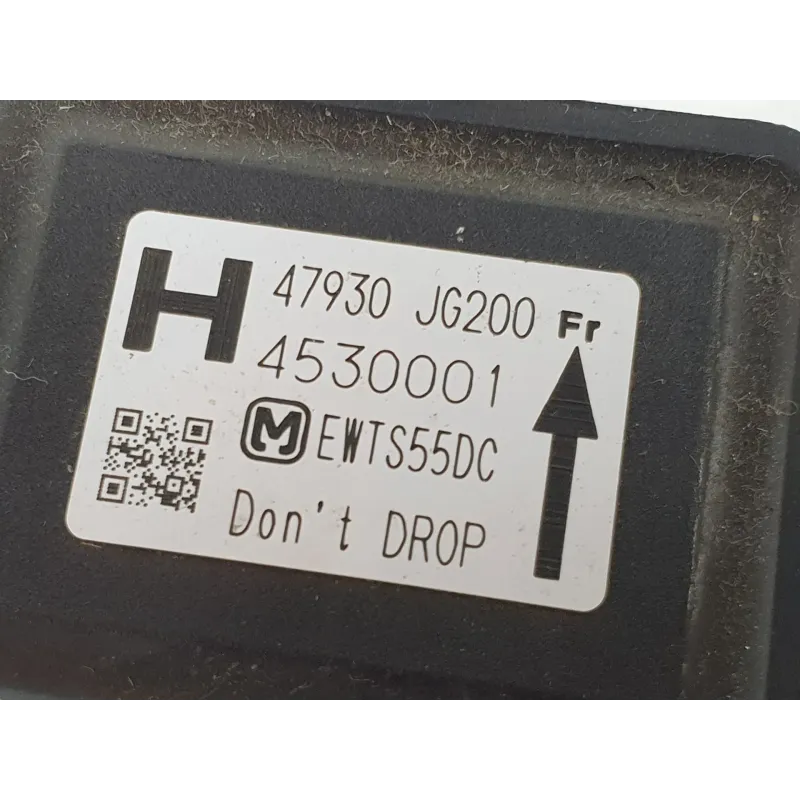 H 47930 JG200 Fr
4530001
M EWTS55DC
Don't DROP